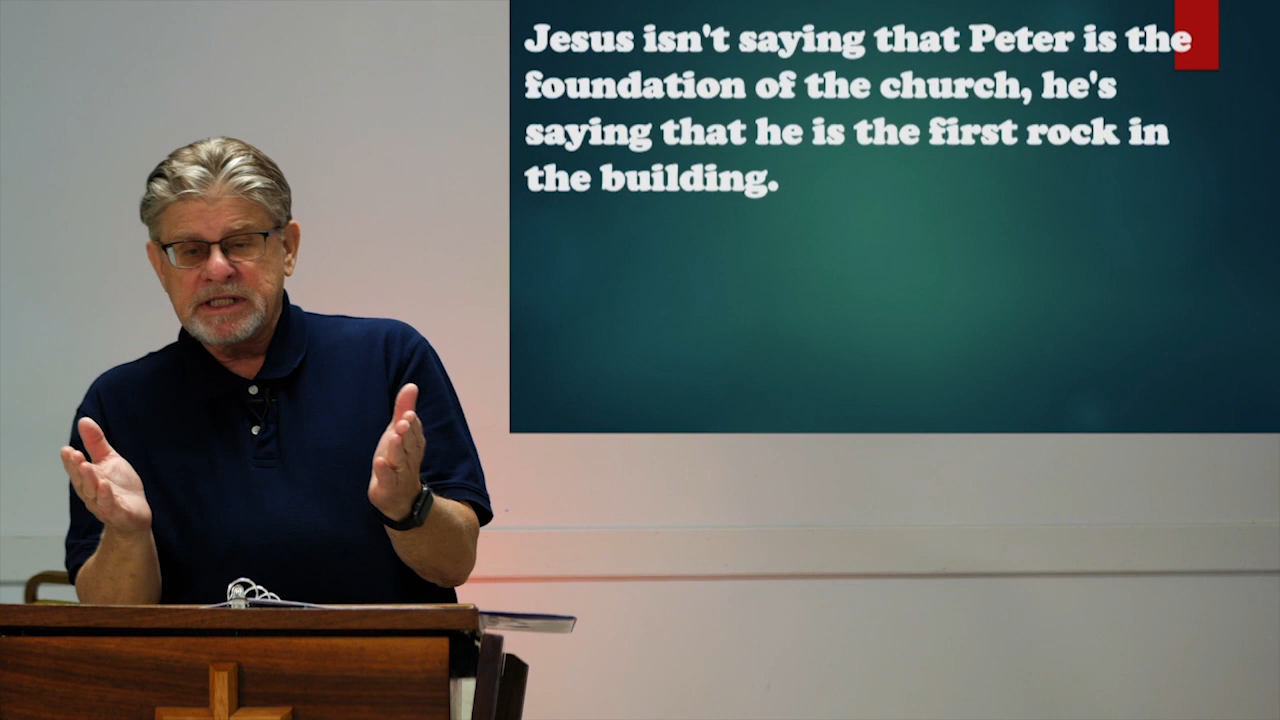 Jesus isn't saying that Peter is the
foundation of the church, he's
saying that he is the first rock in
the building.